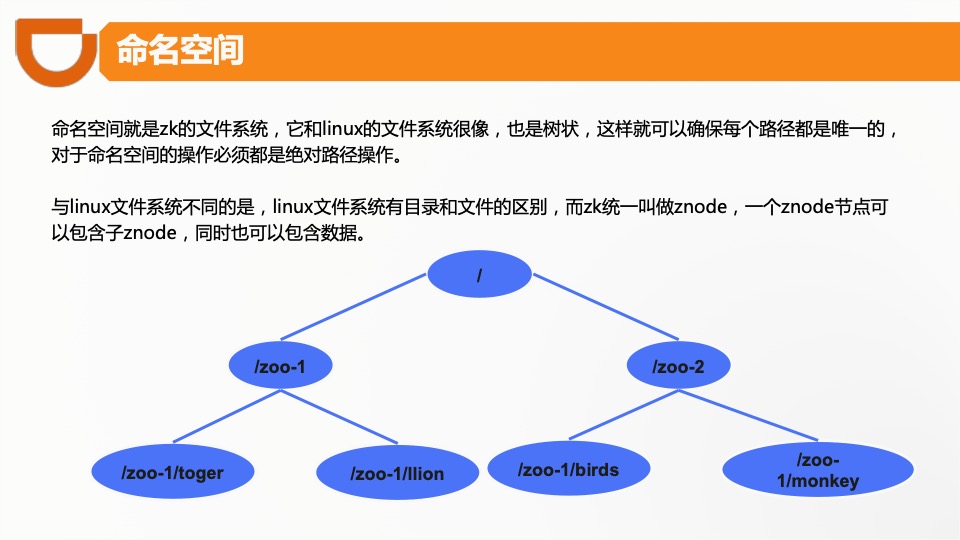 命名空间
命名空间就是zk的文件系统，它和linux的文件系统很像，也是树状，这样就可以确保每个路径都是唯一的，
对于命名空间的操作必须都是绝对路径操作。
与linux文件系统不同的是，linux文件系统有目录和文件的区别，而zk统一叫做znode，一个znode节点可
以包含子znode，同时也可以包含数据。
/
/zoo-1
/zoo-2
/zoo-1/toger
/zoo-1/llion
/zoo-1/birds
/zoo-
1/monkey